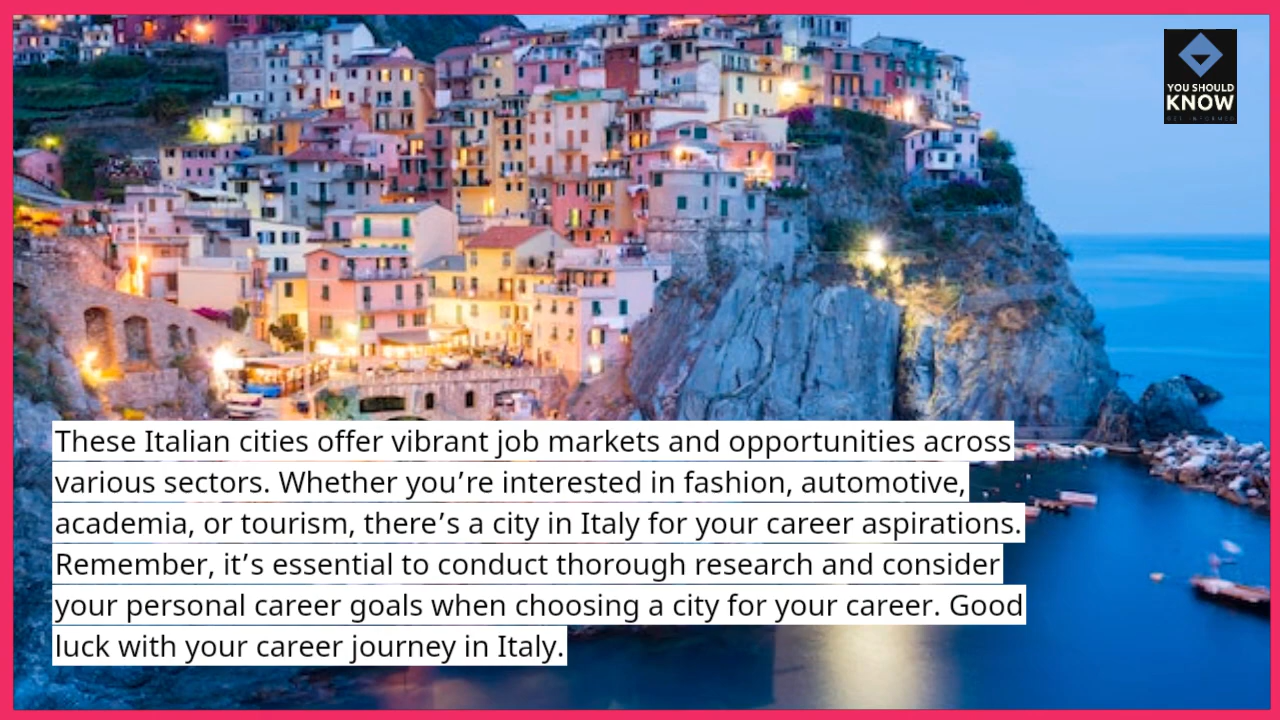 YOU SHOULD
KNOW
GET INFORMED
These Italian cities offer vibrant job markets and opportunities across
various sectors. Whether you’re interested in fashion, automotive,
academia, or tourism, there’s a city in Italy for your career aspirations.
Remember, it’s essential to conduct thorough research and consider
your personal career goals when choosing a city for your career. Good
luck with your career journey in Italy.